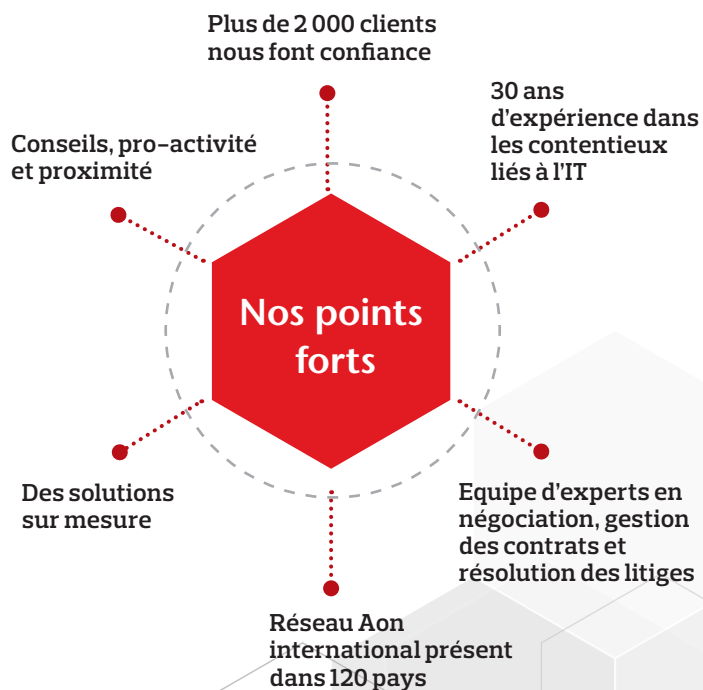 Plus de 2 000 clients
nous font confiance
30 ans
d'expérience dans
les contentieux
liés à l'IT
Conseils, pro-activité
et proximité
Nos points
forts
Des solutions
sur mesure
Equipe d'experts en
négociation, gestion
des contrats et
résolution des litiges
Réseau Aon
international présent
dans 120 pays